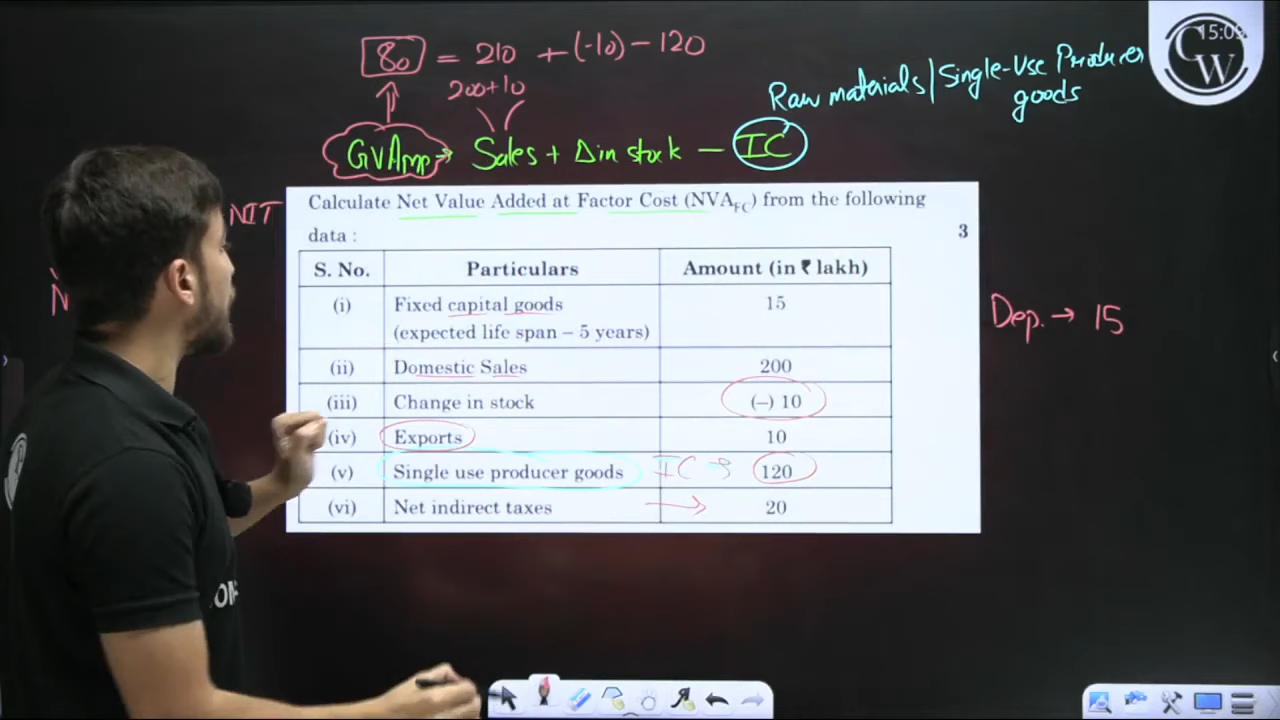 15:09
CW
80 = 210 + (-10) - 120
200+10
Raw materials/Single-Use Producer goods
GVAmp → Sales + Δ in stock - IC
NIT
Calculate Net Value Added at Factor Cost (NVAFC) from the following
data :
3
S. No. Particulars Amount (in ₹ lakh)
(i) Fixed capital goods 15
(expected life span – 5 years)
Dep. → 15
(ii) Domestic Sales 200
(iii) Change in stock (–) 10
(iv) Exports 10
(v) Single use producer goods IC → 120
(vi) Net indirect taxes → 20